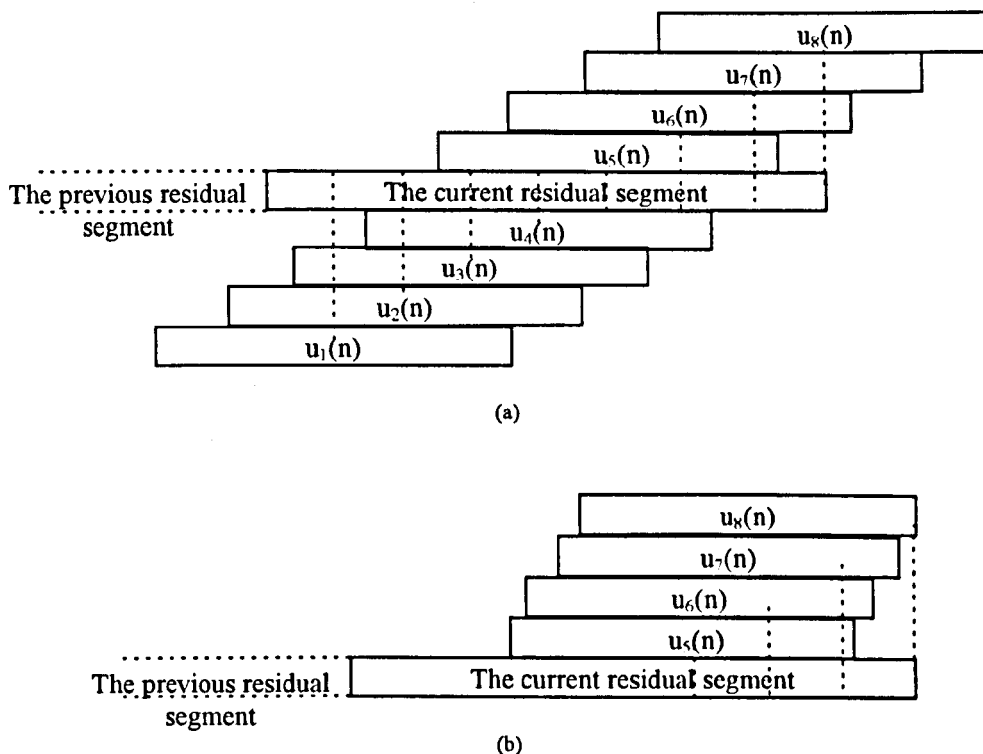 u₈(n)
u₇(n)
u₆(n)
u₅(n)
The previous residual
segment
The current residual segment
u₄(n)
u₃(n)
u₂(n)
u₁(n)
(a)
u₈(n)
u₇(n)
u₆(n)
u₅(n)
The previous residual
segment
The current residual segment
(b)